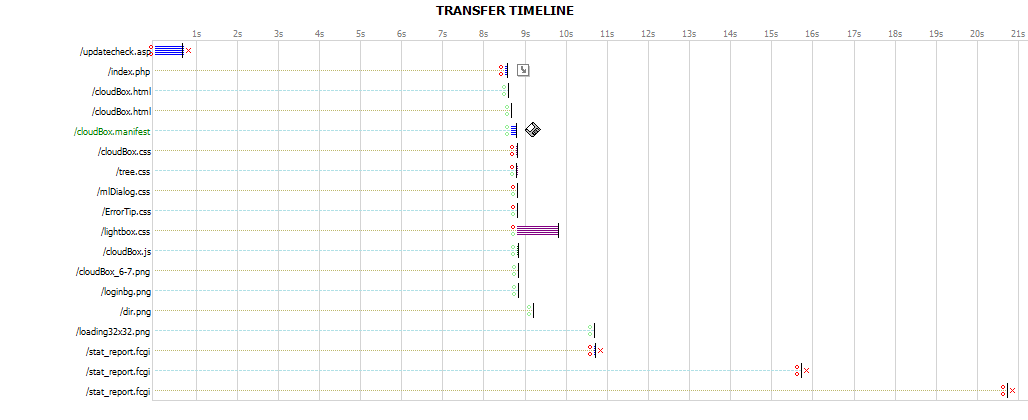 TRANSFER TIMELINE
1s 2s 3s 4s 5s 6s 7s 8s 9s 10s 11s 12s 13s 14s 15s 16s 17s 18s 19s 20s 21s
/updatecheck.asp
/index.php
/cloudBox.html
/cloudBox.html
/cloudBox.manifest
/cloudBox.css
/tree.css
/mlDialog.css
/ErrorTip.css
/lightbox.css
/cloudBox.js
/cloudBox_6-7.png
/loginbg.png
/dir.png
/loading32x32.png
/stat_report.fcgi
/stat_report.fcgi
/stat_report.fcgi